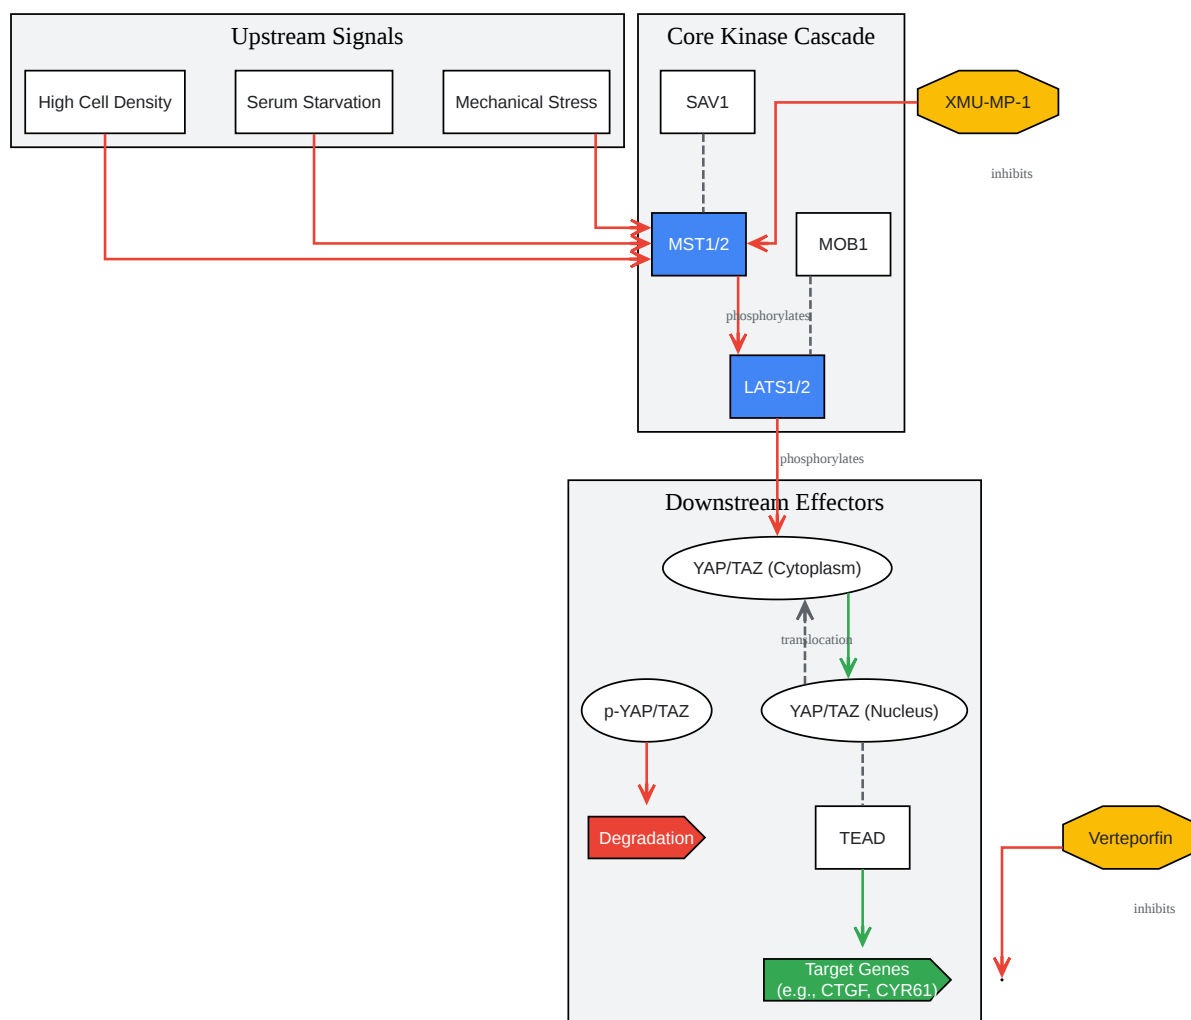 Upstream Signals
Core Kinase Cascade
High Cell Density
Serum Starvation
Mechanical Stress
SAV1
XMU-MP-1
inhibits
MST1/2
MOB1
phosphorylates
LATS1/2
phosphorylates
Downstream Effectors
YAP/TAZ (Cytoplasm)
translocation
p-YAP/TAZ
YAP/TAZ (Nucleus)
Degradation
TEAD
Verteporfin
inhibits
Target Genes
(e.g., CTGF, CYR61)